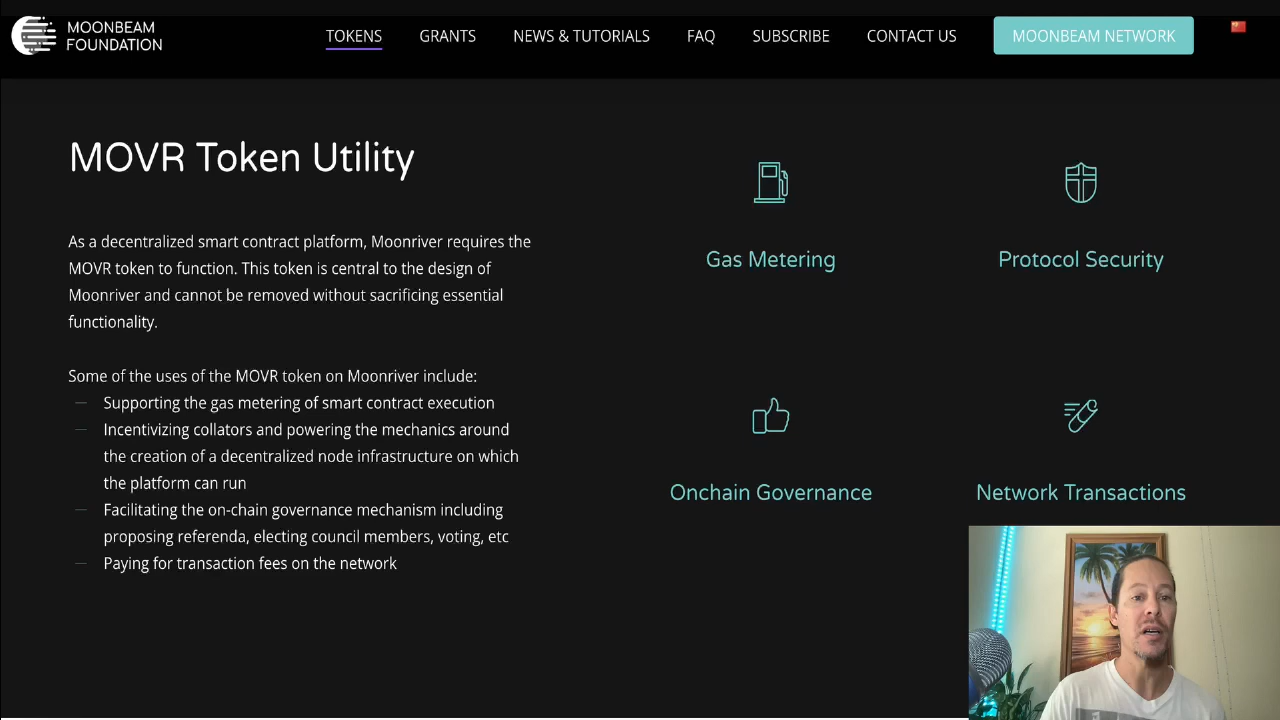 MOONBEAM
FOUNDATION
TOKENS
GRANTS
NEWS & TUTORIALS
FAQ
SUBSCRIBE
CONTACT US
MOONBEAM NETWORK
MOVR Token Utility
As a decentralized smart contract platform, Moonriver requires the
MOVR token to function. This token is central to the design of
Moonriver and cannot be removed without sacrificing essential
functionality.
Some of the uses of the MOVR token on Moonriver include:
— Supporting the gas metering of smart contract execution
— Incentivizing collators and powering the mechanics around
the creation of a decentralized node infrastructure on which
the platform can run
— Facilitating the on-chain governance mechanism including
proposing referenda, electing council members, voting, etc
— Paying for transaction fees on the network
Gas Metering
Protocol Security
Onchain Governance
Network Transactions